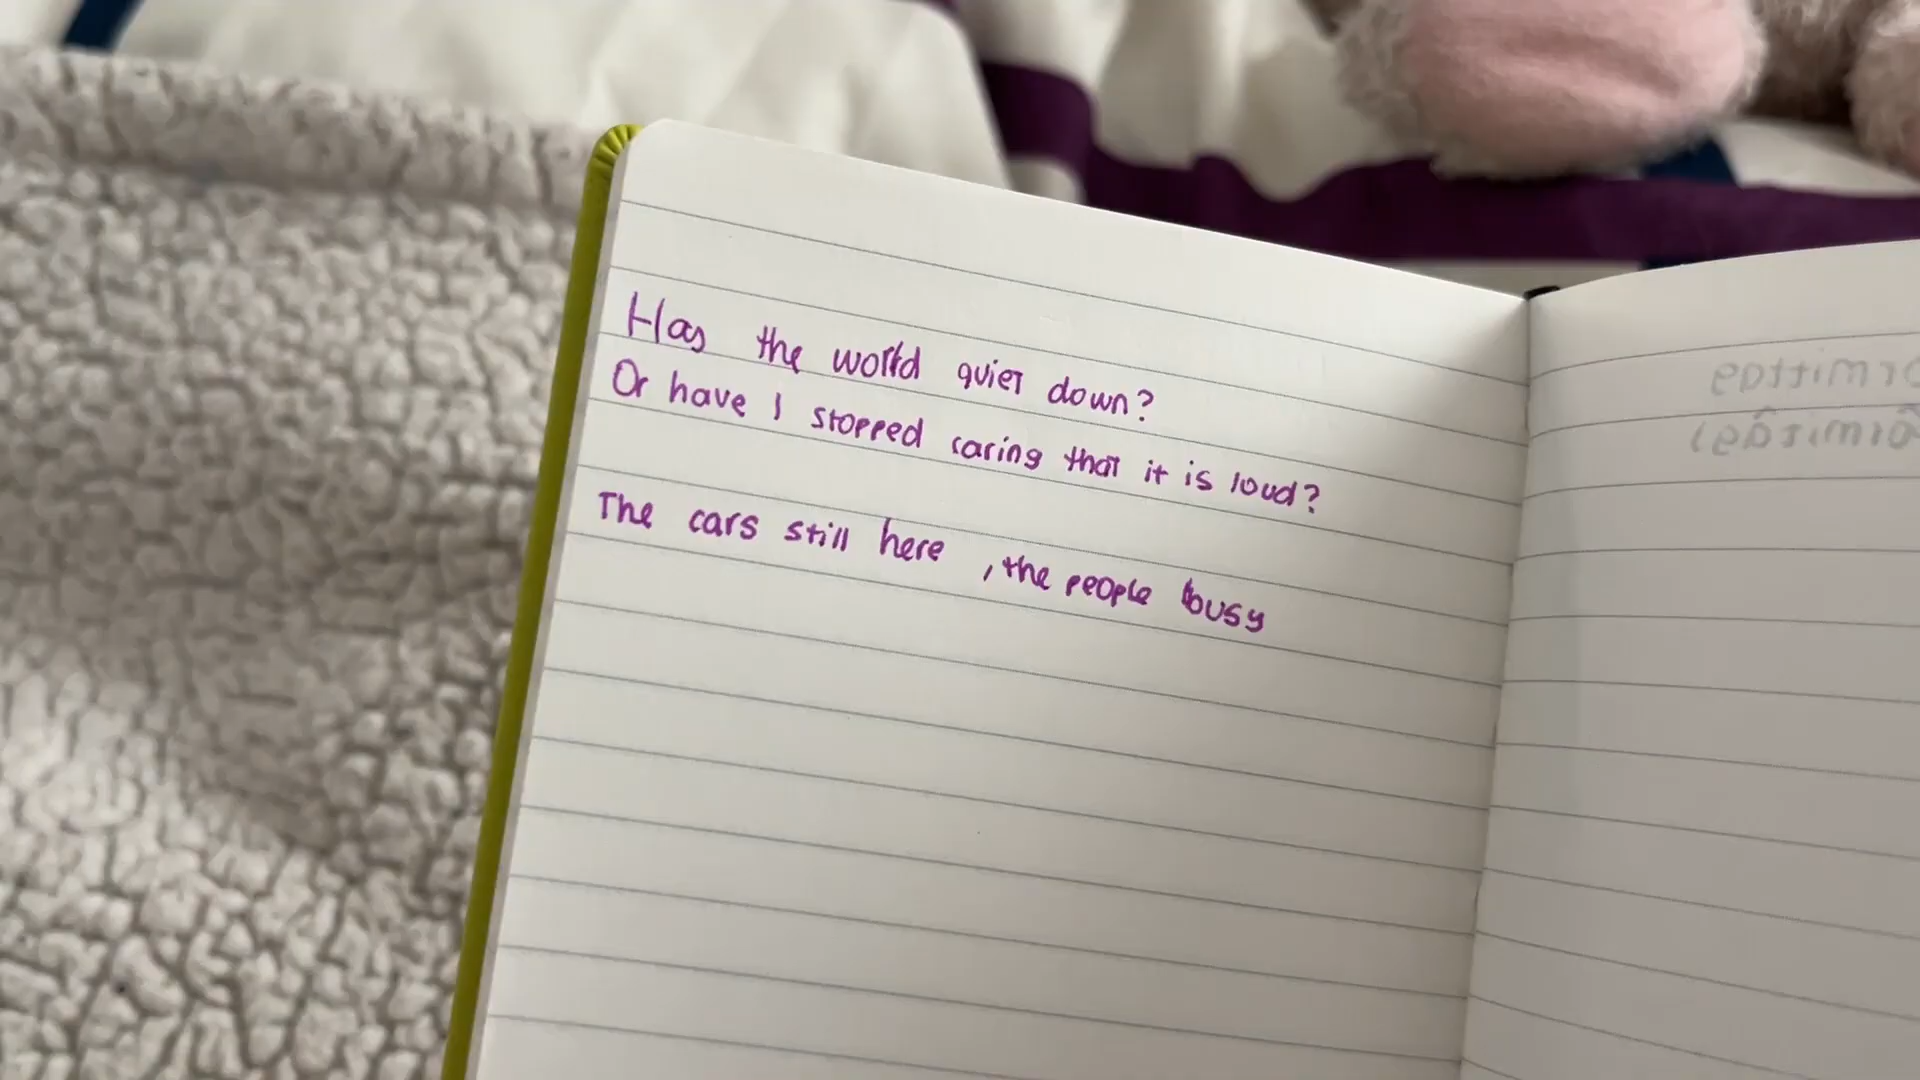 Has the world quiet down?
Or have I stopped caring that it is loud?
The cars still here , the people busy